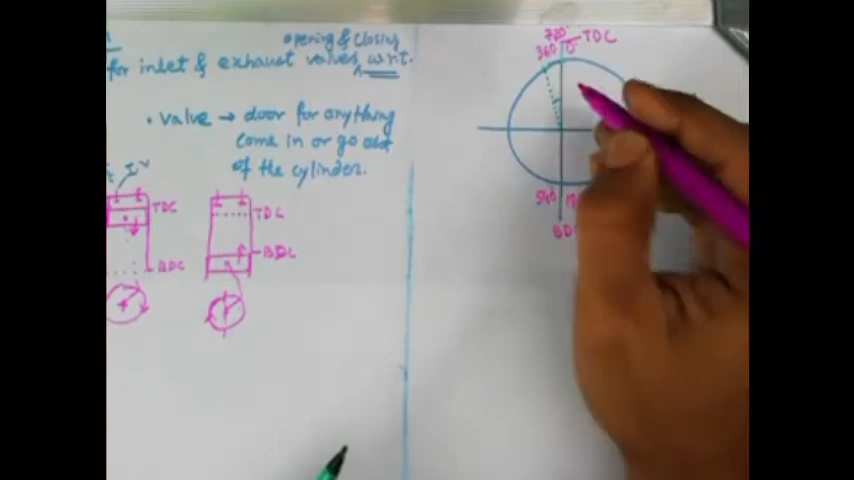 opening & closing
for inlet & exhaust valves w.r.t.
• valve → door for anything
come in or go out
of the cylinder.
TDC
BDC
TDC
BDC
720°
360° 0° TDC
540°